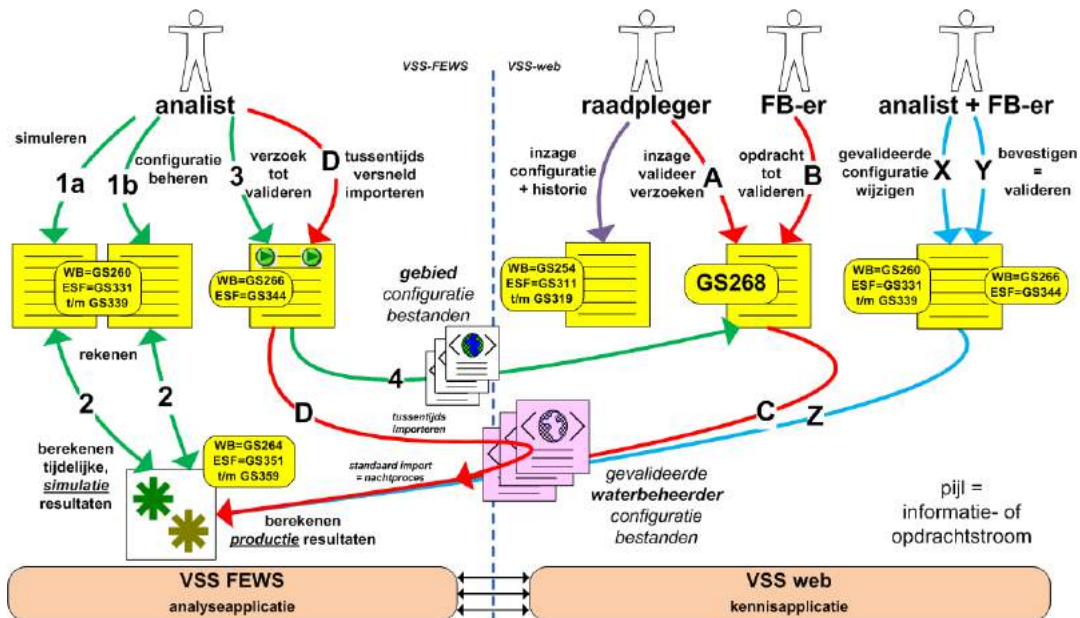 VSS-FEWS
VSS-web
analist
raadpleger
FB-er
analist + FB-er
simuleren
1a
1b
configuratie
beheren
3
verzoek
tot
valideren
D
tussentijds
versneld
importeren
inzage
configuratie
+ historie
inzage
valideer
verzoeken
A
opdracht
tot
valideren
B
gevalideerde
configuratie
wijzigen
X
Y
bevestigen
=
valideren
WB=GS260
ESF=GS331
t/m GS339
WB=GS266
ESF=GS344
gebied
configuratie
bestanden
WB=GS254
ESF=GS311
t/m GS319
GS268
WB=GS260
ESF=GS331
t/m GS339
WB=GS266
ESF=GS344
rekenen
2
2
4
D
tussentijds
importeren
C
Z
berekenen
tijdelijke,
simulatie
resultaten
WB=GS264
ESF=GS351
t/m GS359
standaard import
= nachtproces
berekenen
productie resultaten
gevalideerde
waterbeheerder
configuratie
bestanden
pijl =
informatie- of
opdrachtstroom
VSS FEWS
analyseapplicatie
VSS web
kennisapplicatie